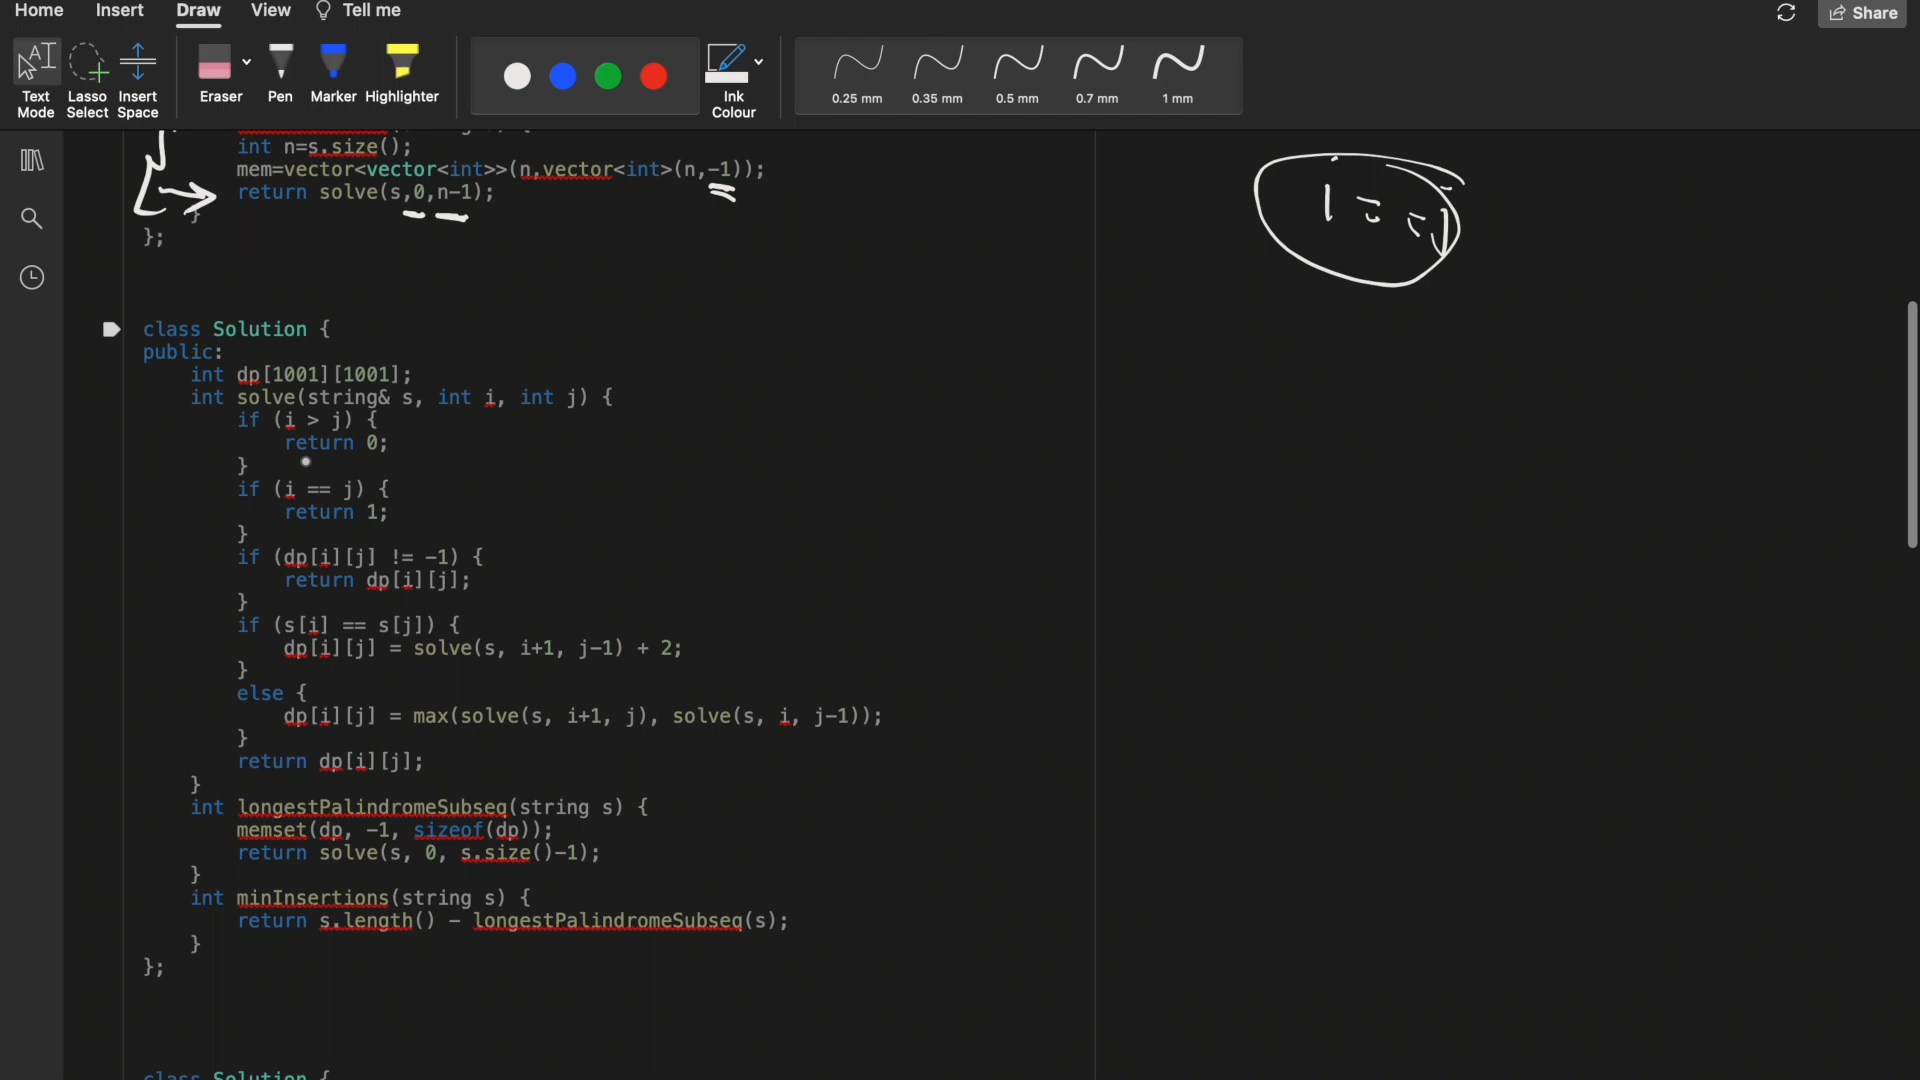 Home Insert Draw View Tell me Share
Text Mode
Lasso Select
Insert Space
Eraser
Pen
Marker
Highlighter
Ink Colour
0.25 mm
0.35 mm
0.5 mm
0.7 mm
1 mm
int n=s.size();
mem=vector<vector<int>>(n,vector<int>(n,-1));
return solve(s,0,n-1);
}
};
class Solution {
public:
int dp[1001][1001];
int solve(string& s, int i, int j) {
if (i > j) {
return 0;
}
if (i == j) {
return 1;
}
if (dp[i][j] != -1) {
return dp[i][j];
}
if (s[i] == s[j]) {
dp[i][j] = solve(s, i+1, j-1) + 2;
}
else {
dp[i][j] = max(solve(s, i+1, j), solve(s, i, j-1));
}
return dp[i][j];
}
int longestPalindromeSubseq(string s) {
memset(dp, -1, sizeof(dp));
return solve(s, 0, s.size()-1);
}
int minInsertions(string s) {
return s.length() - longestPalindromeSubseq(s);
}
};
class Solution {
i = = j